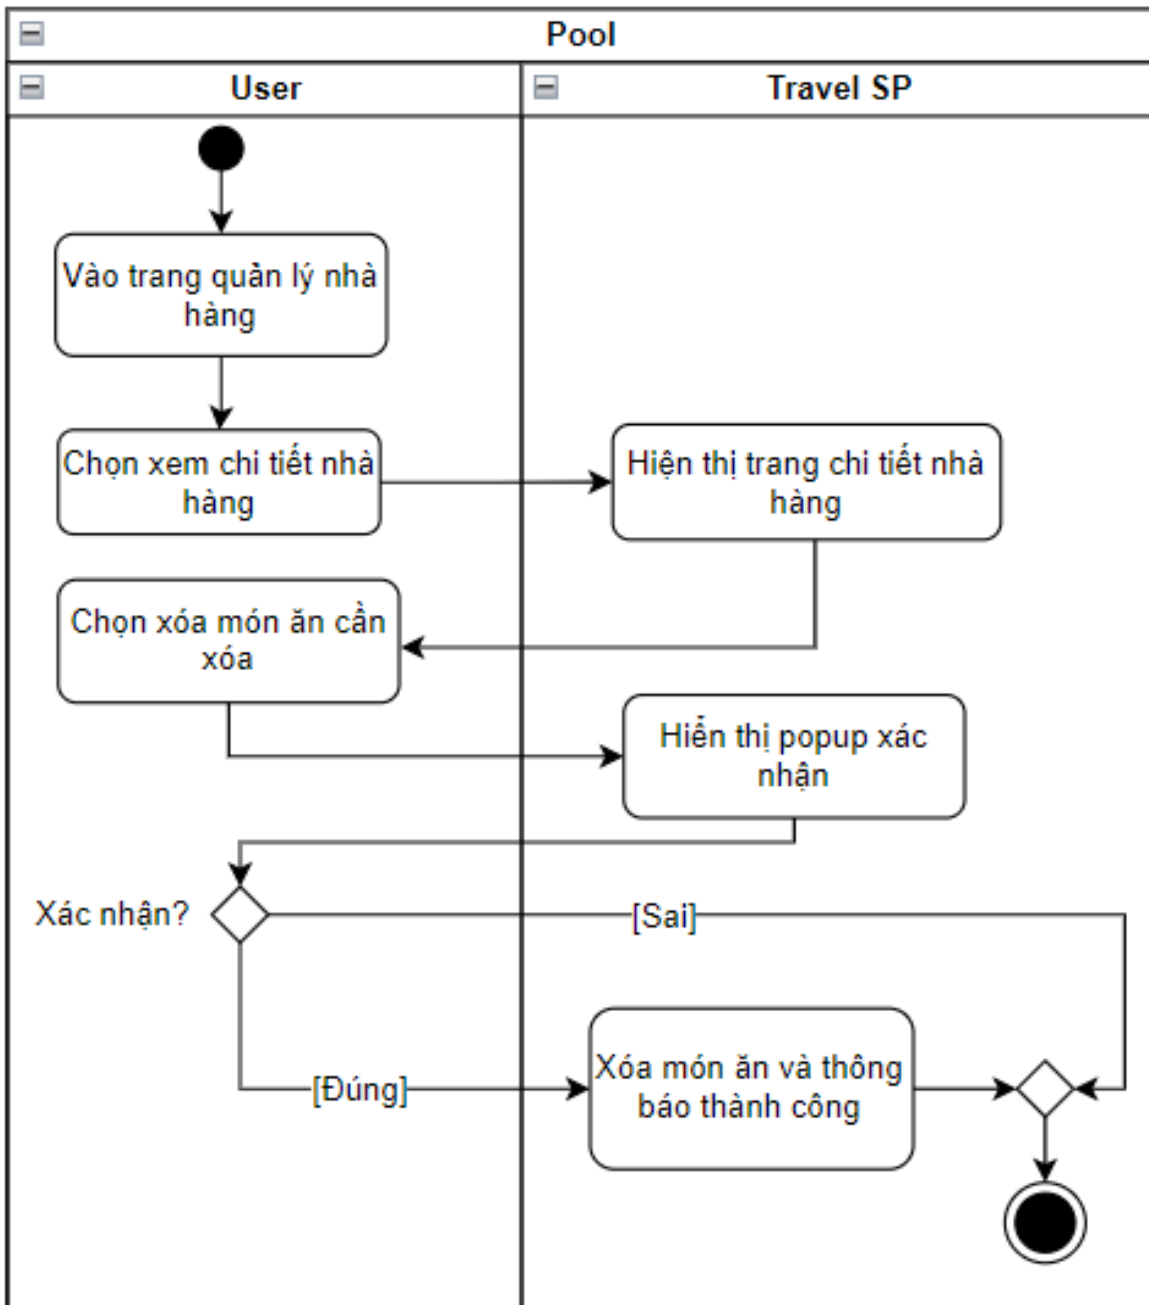 Pool
User
Travel SP
Vào trang quản lý nhà
hàng
Chọn xem chi tiết nhà
hàng
Hiện thị trang chi tiết nhà
hàng
Chọn xóa món ăn cần
xóa
Hiển thị popup xác
nhận
Xác nhận?
[Sai]
[Đúng]
Xóa món ăn và thông
báo thành công